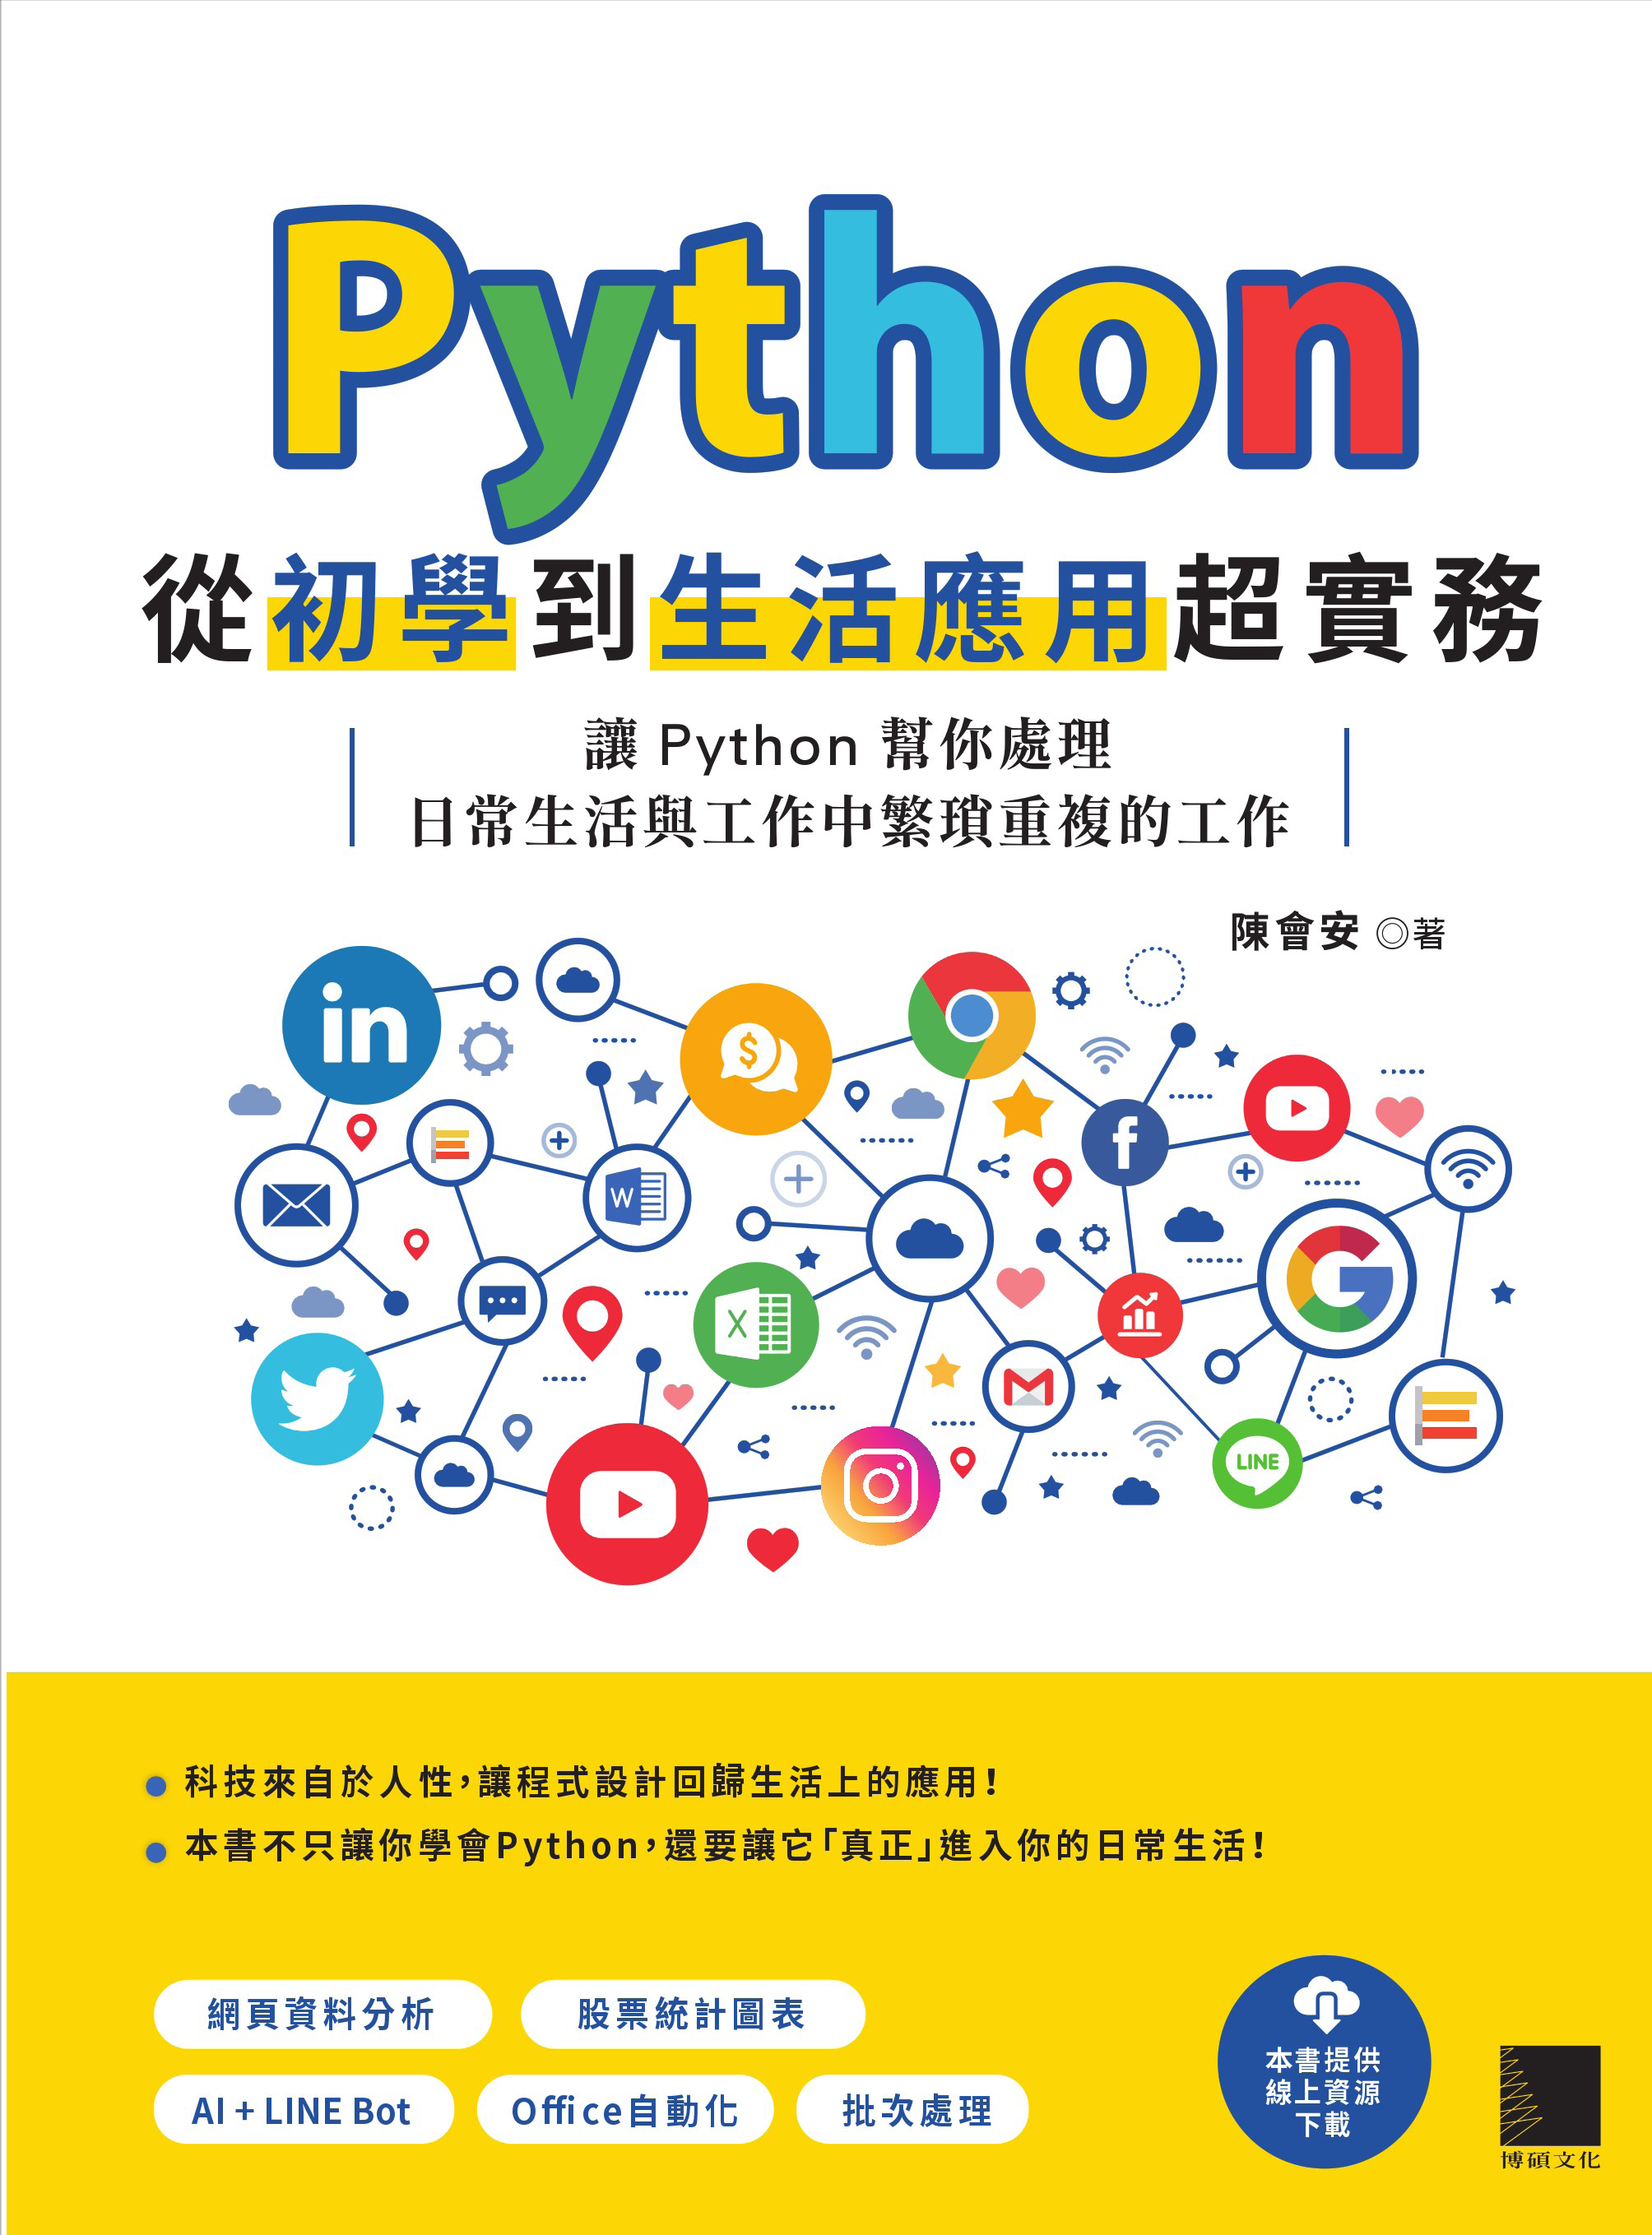 Python
從初學到生活應用超實務
讓 Python 幫你處理
日常生活與工作中繁瑣重複的工作
陳會安 ◎著
in
$
W
f
X
G
LINE
科技來自於人性，讓程式設計回歸生活上的應用！
本書不只讓你學會Python，還要讓它「真正」進入你的日常生活！
網頁資料分析
股票統計圖表
AI + LINE Bot
Office自動化
批次處理
本書提供
線上資源
下載
博碩文化